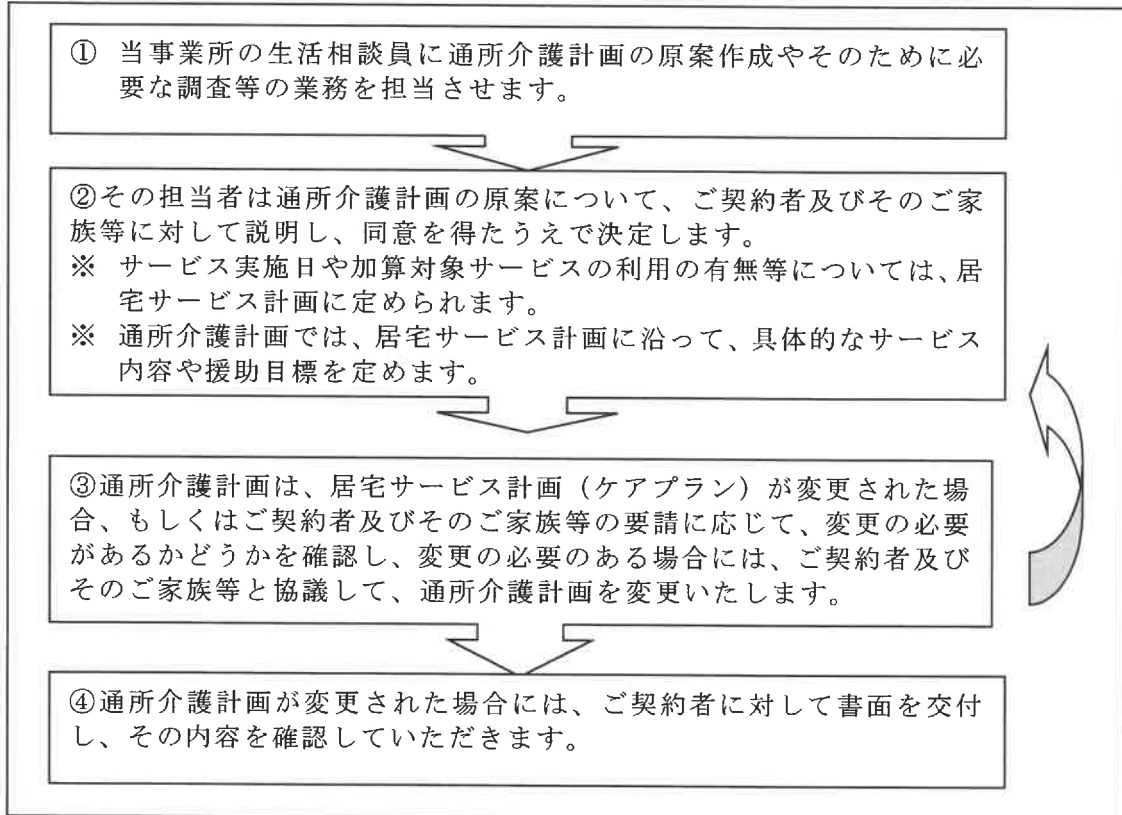 ① 当事業所の生活相談員に通所介護計画の原案作成やそのために必
要な調査等の業務を担当させます。
②その担当者は通所介護計画の原案について、ご契約者及びそのご家
族等に対して説明し、同意を得たうえで決定します。
※ サービス実施日や加算対象サービスの利用の有無等については、居
宅サービス計画に定められます。
※ 通所介護計画では、居宅サービス計画に沿って、具体的なサービス
内容や援助目標を定めます。
③通所介護計画は、居宅サービス計画（ケアプラン）が変更された場
合、もしくはご契約者及びそのご家族等の要請に応じて、変更の必要
があるかどうかを確認し、変更の必要のある場合には、ご契約者及び
そのご家族等と協議して、通所介護計画を変更いたします。
④通所介護計画が変更された場合には、ご契約者に対して書面を交付
し、その内容を確認していただきます。